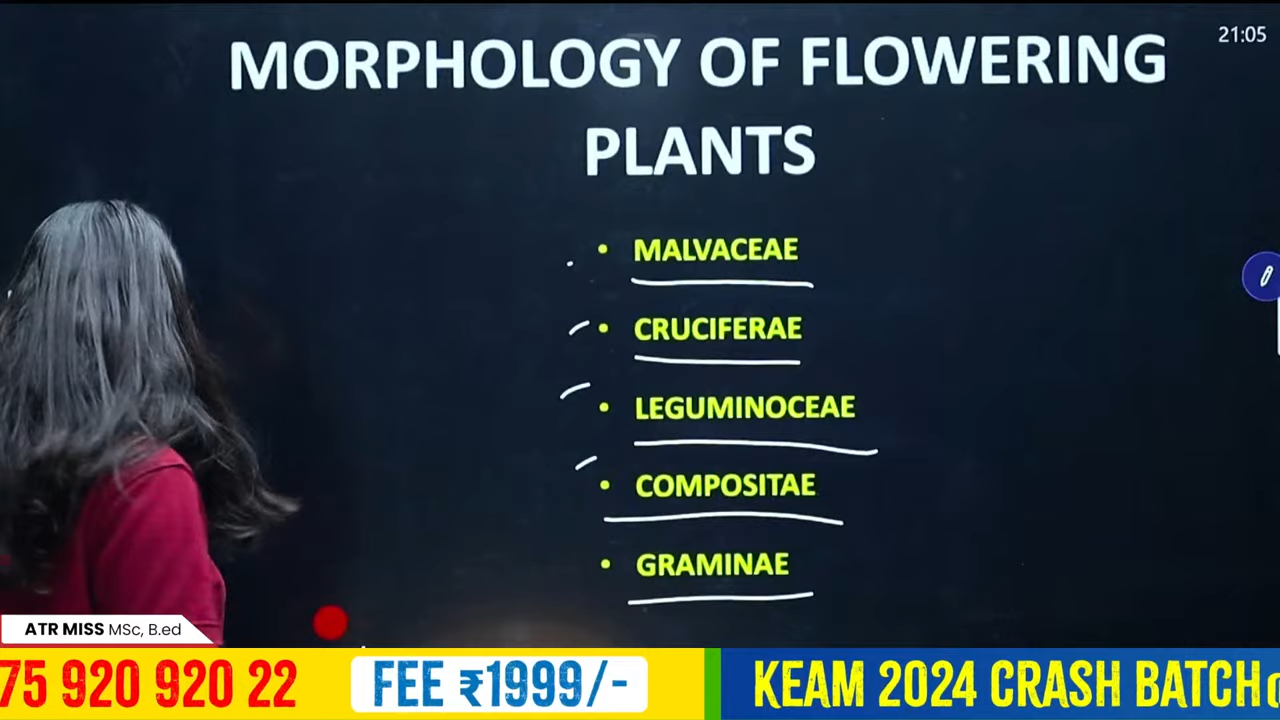 21:05
MORPHOLOGY OF FLOWERING
PLANTS
• MALVACEAE
• CRUCIFERAE
• LEGUMINOCEAE
• COMPOSITAE
• GRAMINAE
ATR MISS MSc, B.ed
75 920 920 22
FEE ₹1999/-
KEAM 2024 CRASH BATCH